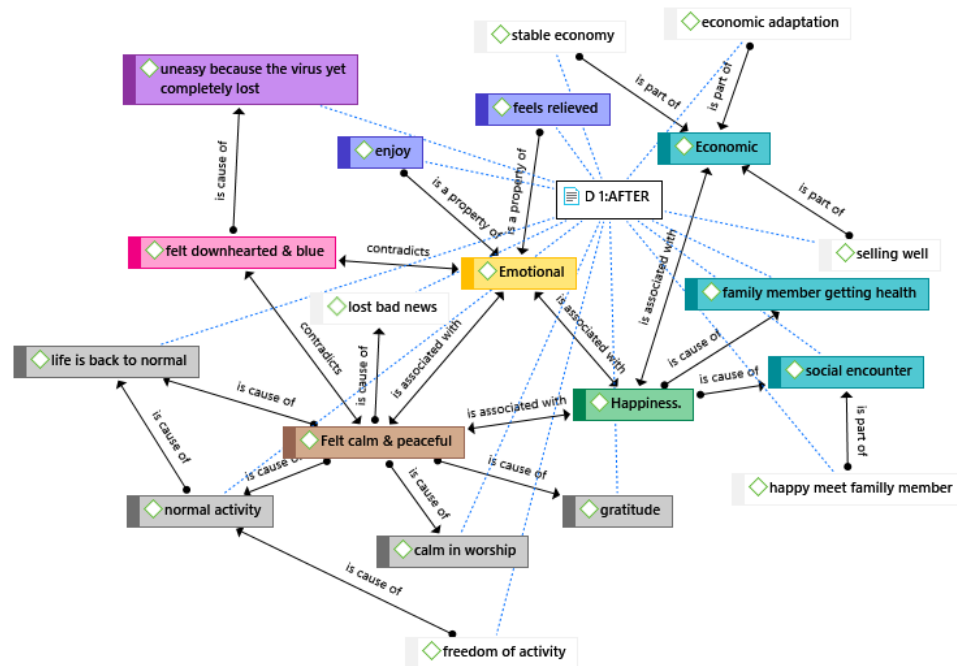 economic adaptation
stable economy
uneasy because the virus yet
completely lost
is part of
is part of
feels relieved
enjoy
Economic
is cause of
is a property of
is a property of
D 1:AFTER
is part of
felt downhearted & blue
contradicts
Emotional
selling well
is associated with
family member getting health
lost bad news
contradicts
is associated with
is cause of
is associated with
is cause of
life is back to normal
is cause of
is cause of
social encounter
is associated with
Happiness.
is part of
is cause of
Felt calm & peaceful
is cause of
is cause of
is cause of
happy meet familly member
normal activity
gratitude
calm in worship
is cause of
freedom of activity